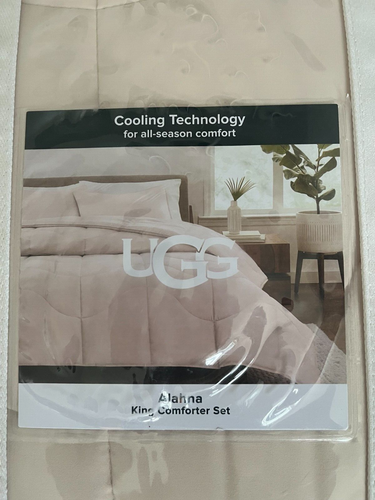 Cooling Technology
for all-season comfort
UGG
Alahna
King Comforter Set